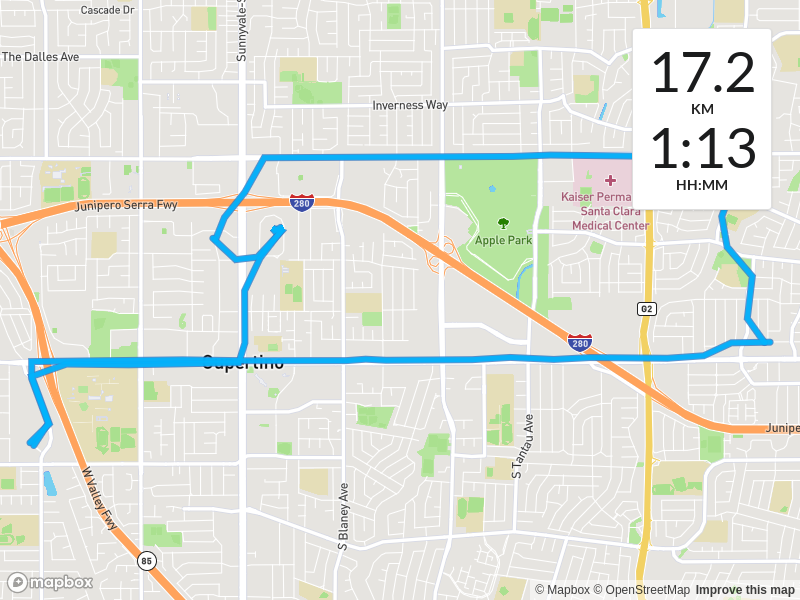 Cascade Dr
Sunnyvale-S
The Dalles Ave
Inverness Way
17.2
KM
1:13
HH:MM
Junipero Serra Fwy
280
Kaiser Perma
Santa Clara
Medical Center
Apple Park
G2
280
Cupertino
Junipe
S Tantau Ave
W Valley Fwy
S Blaney Ave
85
mapbox
© Mapbox © OpenStreetMap Improve this map